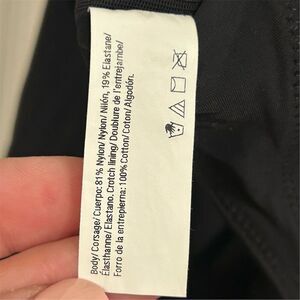 Body/ Corsage/ Cuerpo: 81% Nylon/ Nylon/ Nilón, 19% Elastane/
Élasthanne/ Elastano. Crotch lining/ Doublure de l'entrejambe/
Forro de la entrepierna: 100% Cotton/ Coton/ Algodón.